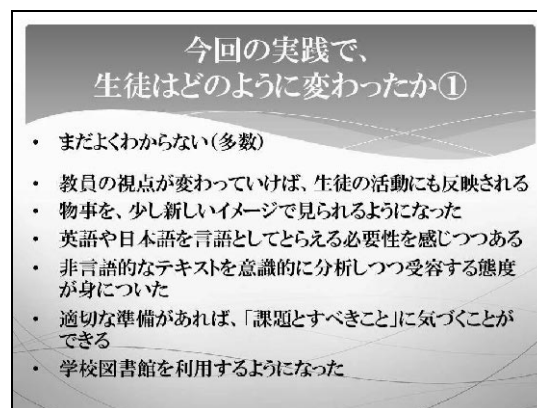 今回の実践で、
生徒はどのように変わったか①
• まだよくわからない(多数)
• 教員の視点が変わっていけば、生徒の活動にも反映される
• 物事を、少し新しいイメージで見られるようになった
• 英語や日本語を言語としてとらえる必要性を感じつつある
• 非言語的なテキストを意識的に分析しつつ受容する態度
が身についた
• 適切な準備があれば、「課題とすべきこと」に気づくことが
できる
• 学校図書館を利用するようになった